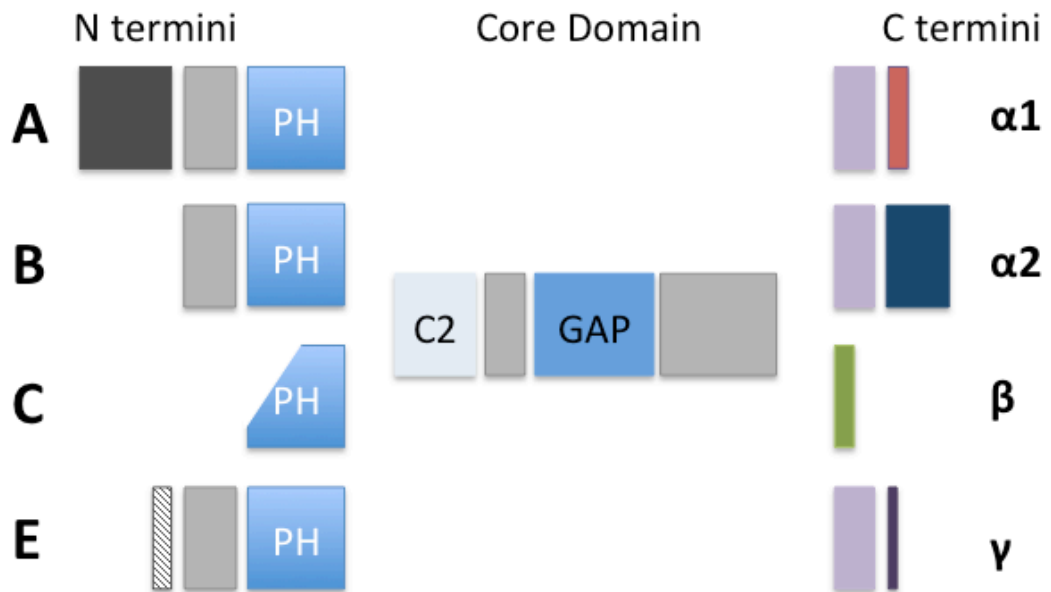 N termini
Core Domain
C termini
A
PH
α1
B
PH
α2
C2
GAP
C
PH
β
E
PH
γ